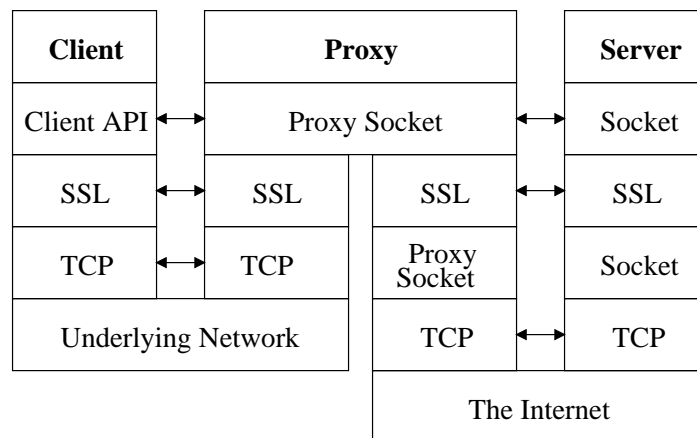 Client
Proxy
Server
Client API
Proxy Socket
Socket
SSL
SSL
SSL
SSL
TCP
TCP
Proxy
Socket
Socket
Underlying Network
TCP
TCP
The Internet